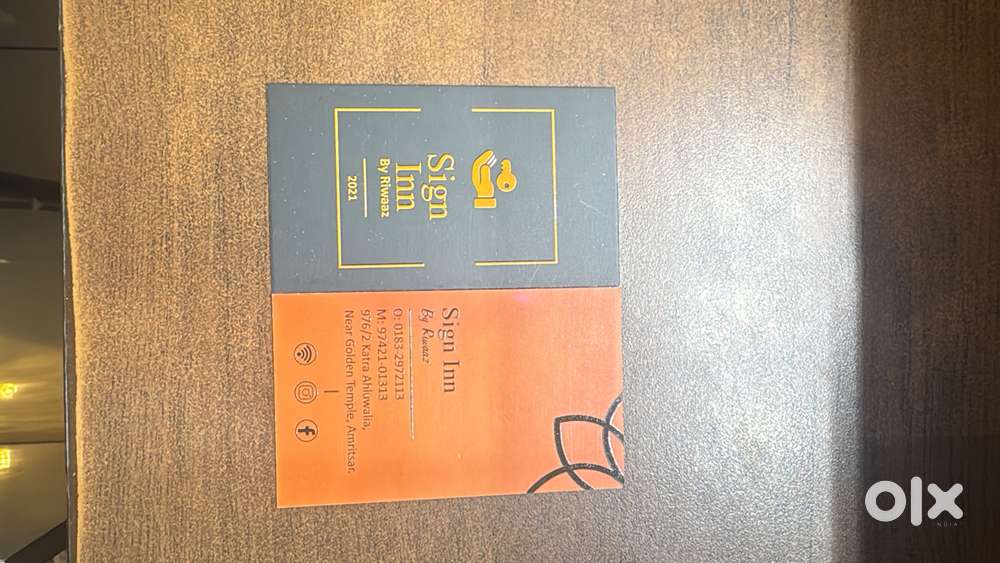 Sign
Inn
By Riwaaz
2021
Sign Inn
By Riwaaz
O: 0183-2972113
M: 97421-01313
976/2 Katra Ahluwalia,
Near Golden Temple, Amritsar.
f
olx
INDIA